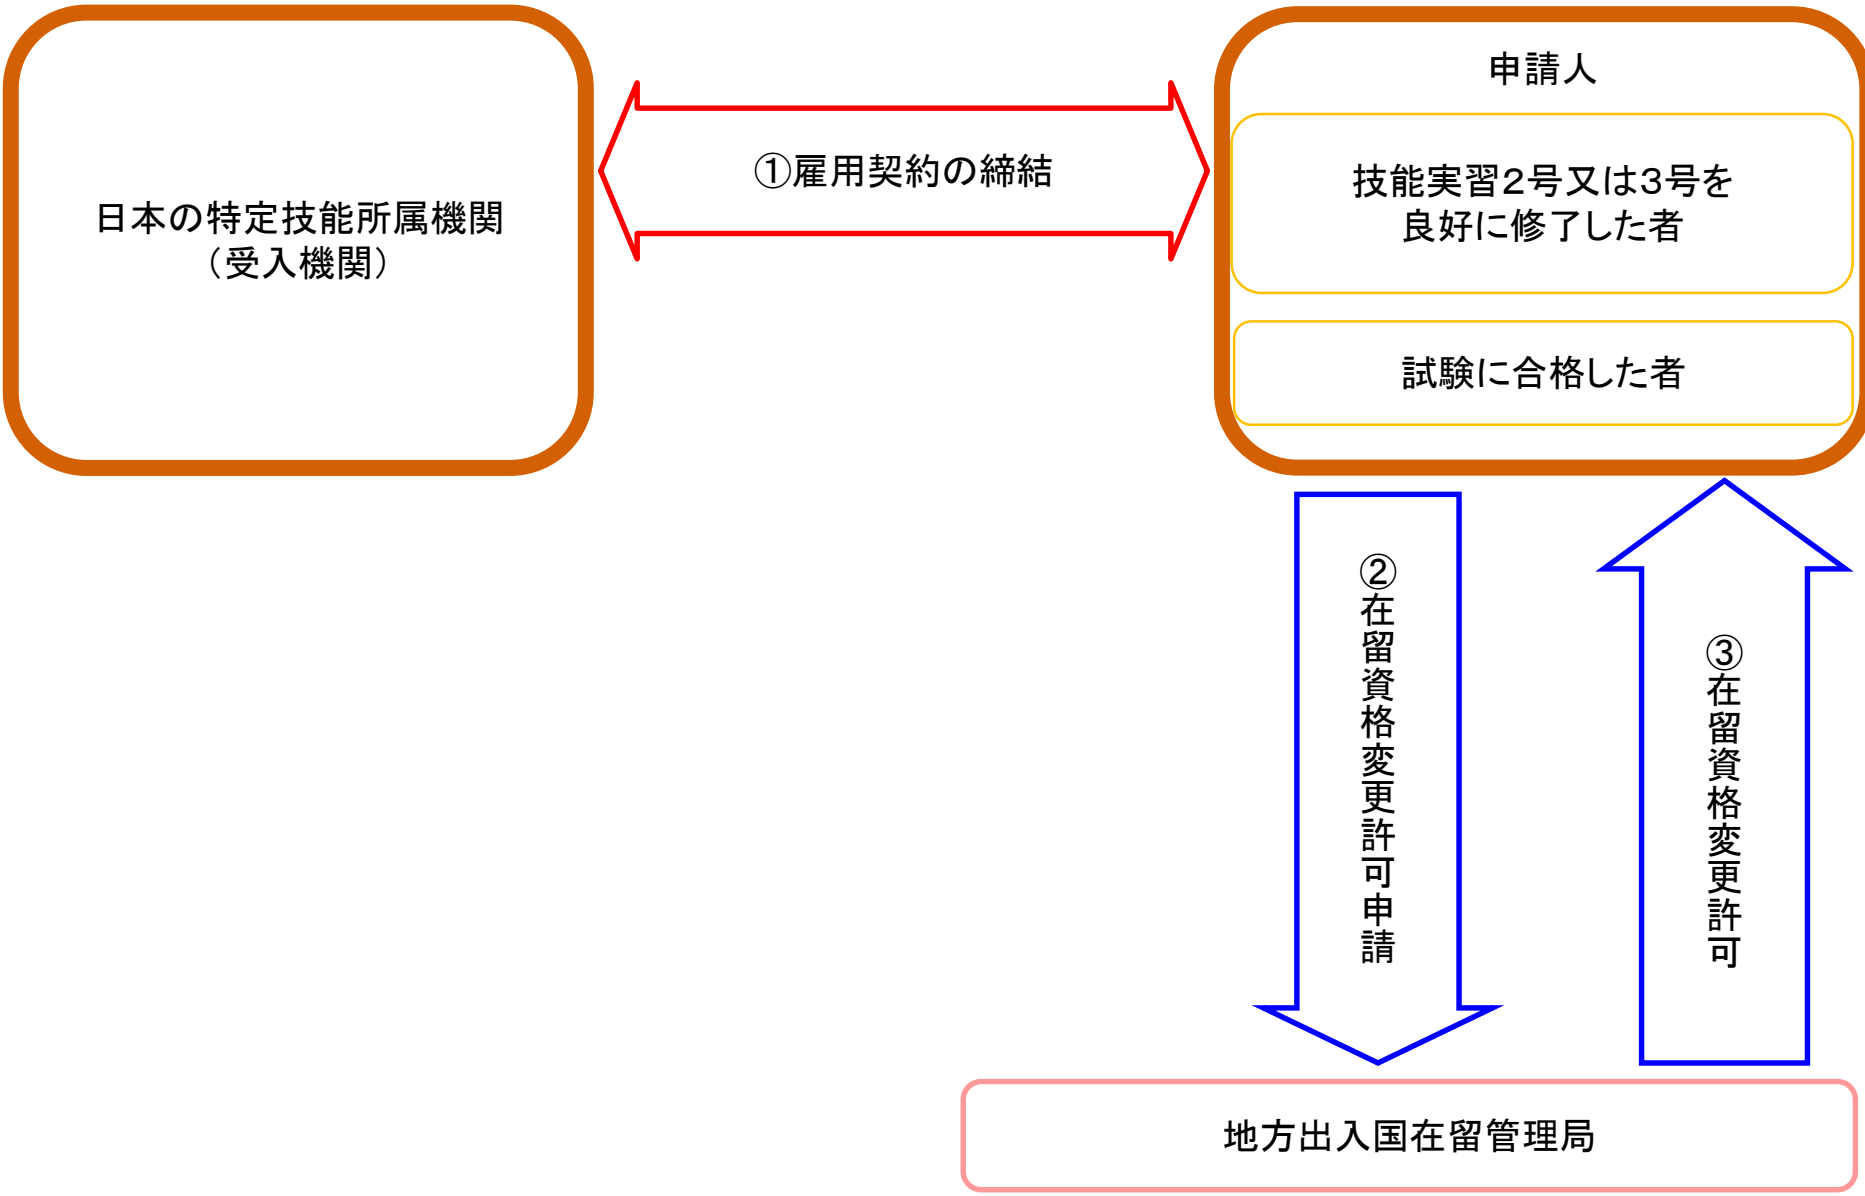 日本の特定技能所属機関
（受入機関）
①雇用契約の締結
申請人
技能実習２号又は３号を
良好に修了した者
試験に合格した者
②在留資格変更許可申請
③在留資格変更許可
地方出入国在留管理局